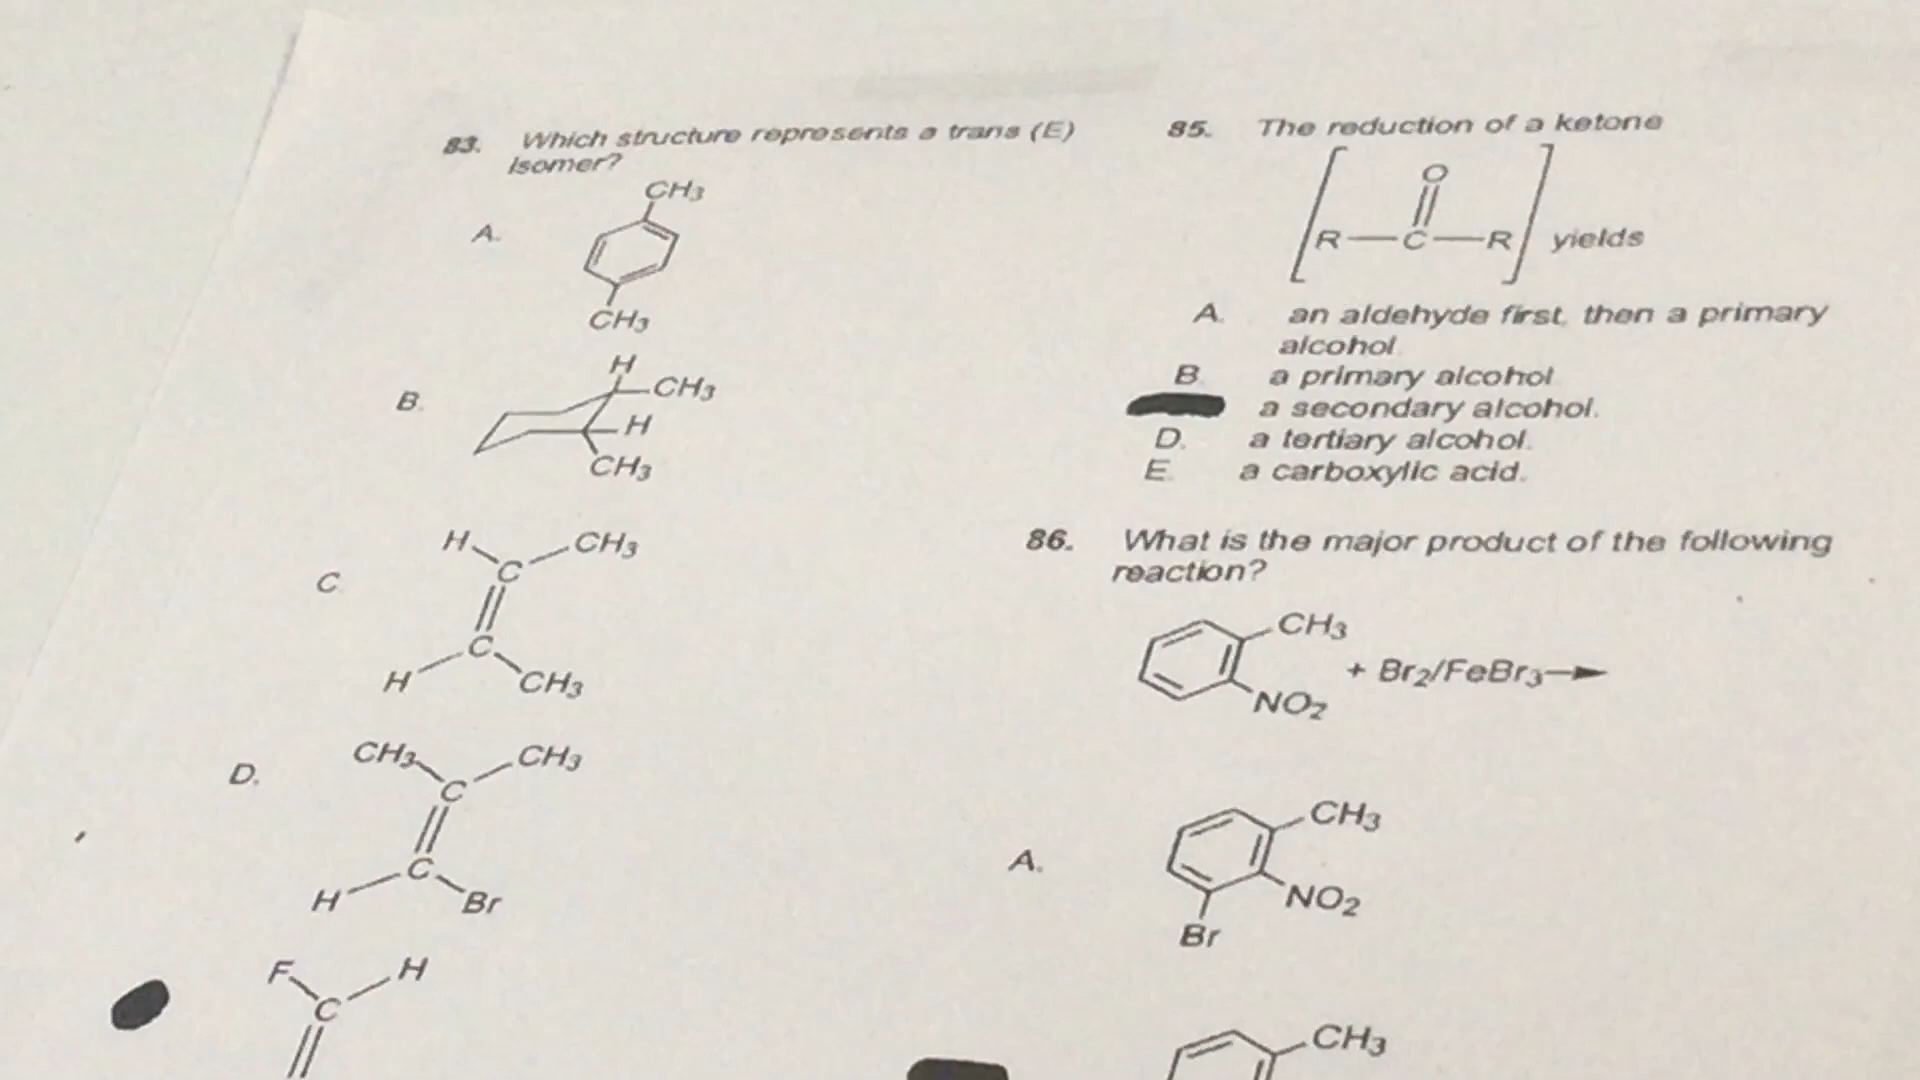 83. Which structure represents a trans (E)
isomer?
A.
CH3
CH3
B.
H
CH3
H
CH3
C
H CH3
C
C
H CH3
D.
CH3 CH3
C
C
H Br
F H
C
85. The reduction of a ketone
O
R—C—R yields
A. an aldehyde first, then a primary
alcohol
B. a primary alcohol
a secondary alcohol.
D. a tertiary alcohol.
E. a carboxylic acid.
86. What is the major product of the following
reaction?
CH3
+ Br2/FeBr3
NO2
A.
CH3
NO2
Br
CH3